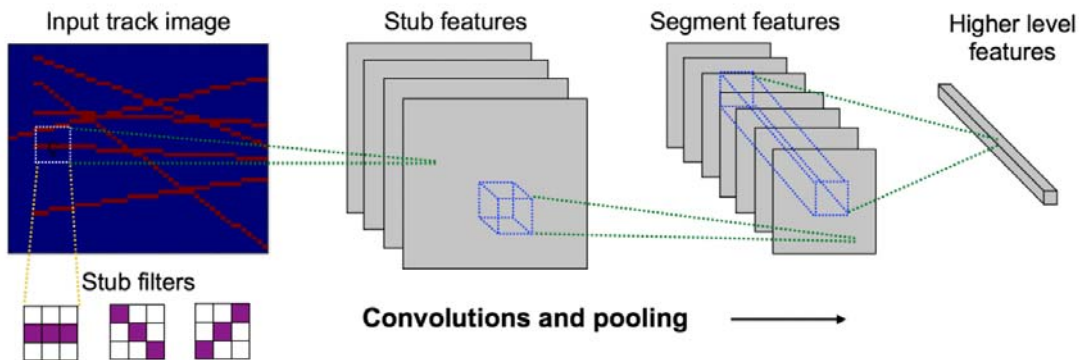 Input track image
Stub features
Segment features
Higher level
features
Stub filters
Convolutions and pooling